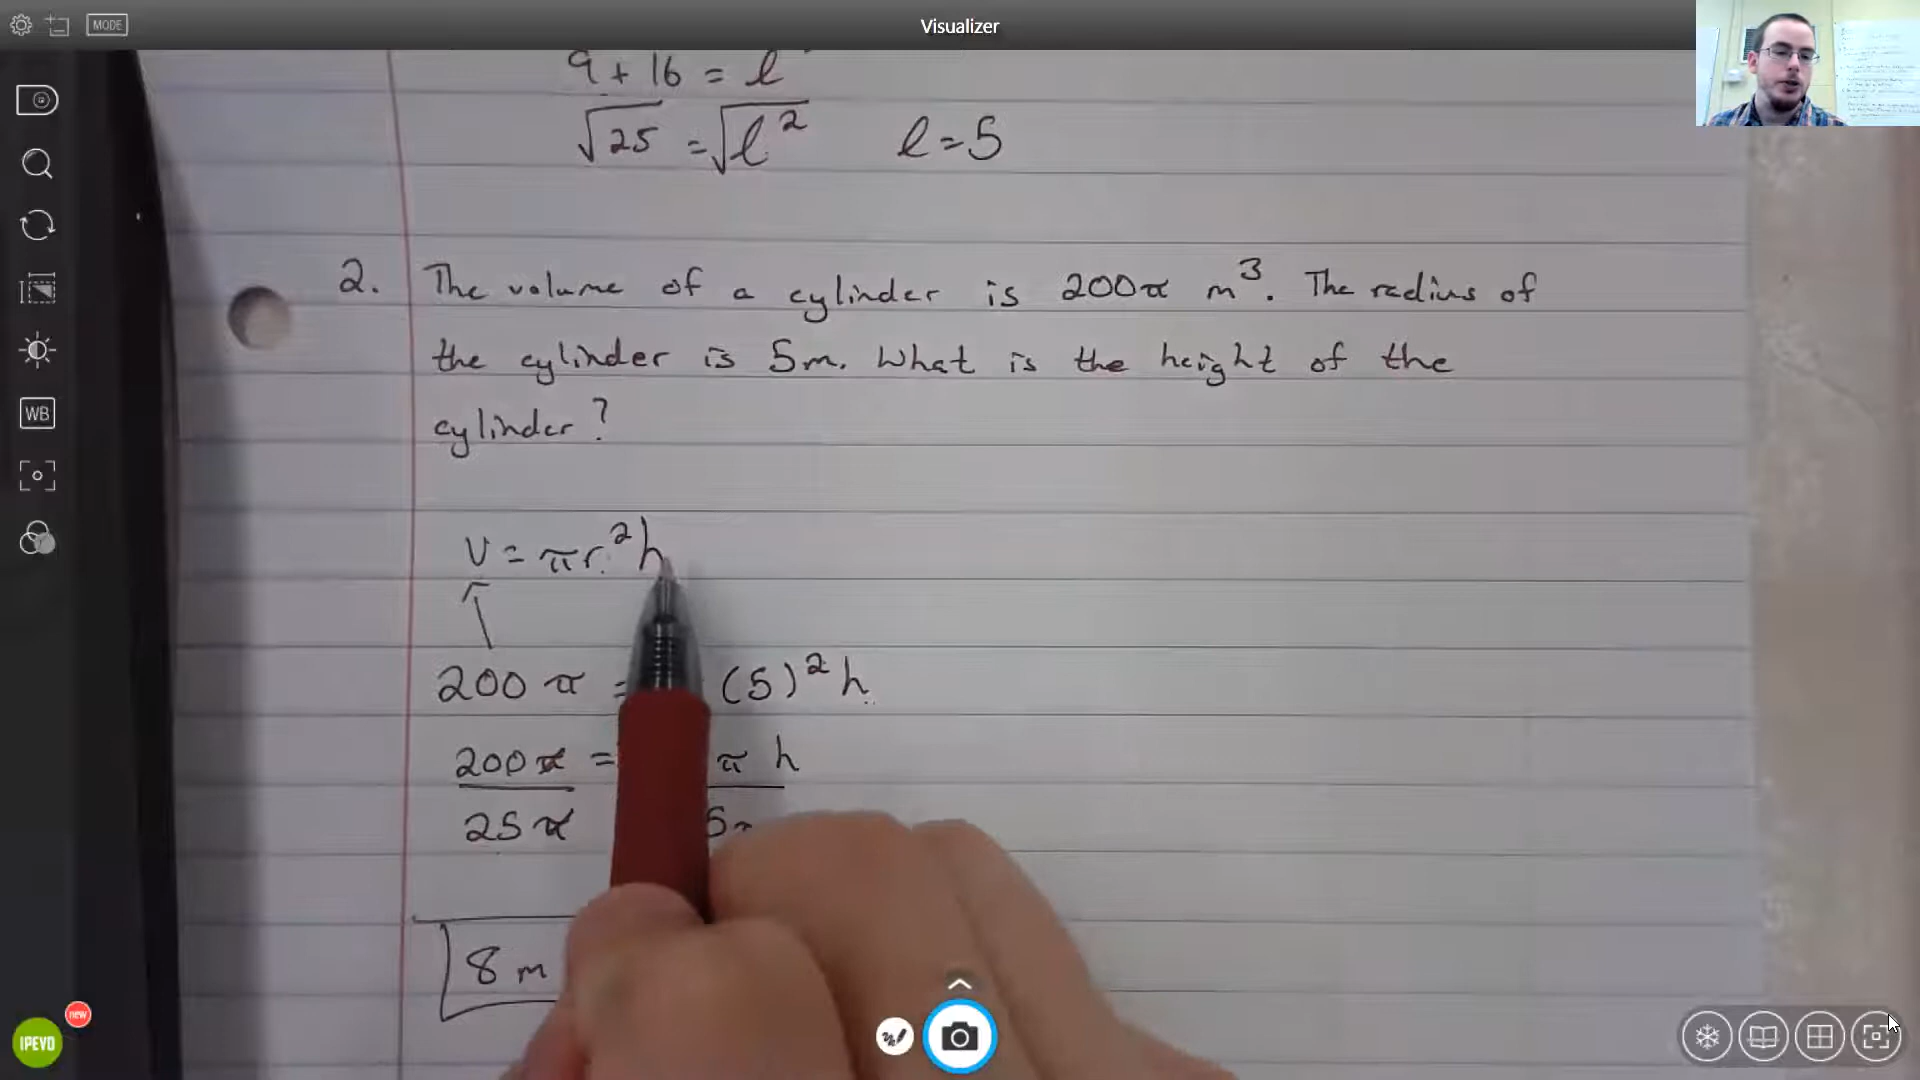 MODE
Visualizer
9 + 16 = l
√25 = √l² l = 5
2. The volume of a cylinder is 200π m³. The radius of
the cylinder is 5m. What is the height of the
cylinder?
V = πr²h
200π = (5)²h
200π = π h
25π 5π
8 m
WB
new
IPEVO